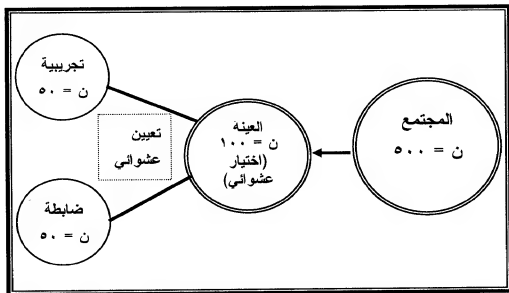 المجتمع
ن = ٥٠٠
العينة
ن = ١٠٠
(اختيار
عشوائي)
تعيين
عشوائي
تجريبية
ن = ٥٠
ضابطة
ن = ٥٠